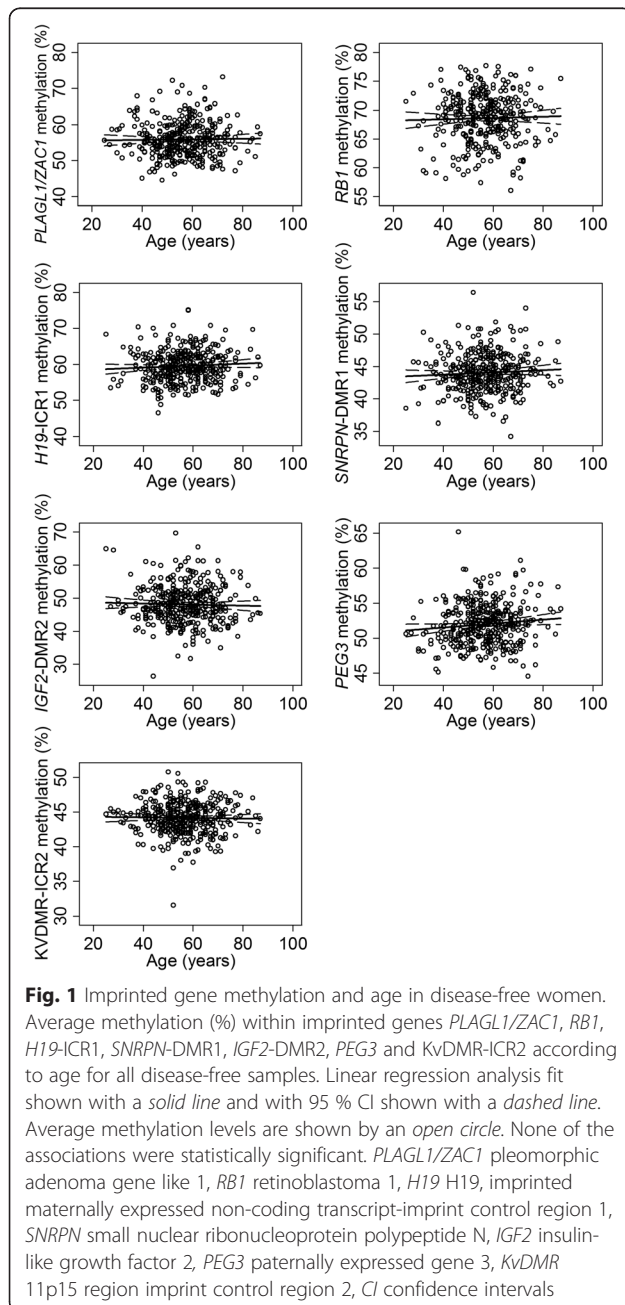 PLAGL1/ZAC1 methylation (%)
80
70
60
50
40
20 40 60 80 100
Age (years)
RB1 methylation (%)
80
75
70
65
60
55
20 40 60 80 100
Age (years)
H19-ICR1 methylation (%)
80
70
60
50
40
20 40 60 80 100
Age (years)
SNRPN-DMR1 methylation (%)
55
50
45
40
35
20 40 60 80 100
Age (years)
IGF2-DMR2 methylation (%)
70
60
50
40
30
20 40 60 80 100
Age (years)
PEG3 methylation (%)
65
60
55
50
45
20 40 60 80 100
Age (years)
KVDMR-ICR2 methylation (%)
50
45
40
35
30
20 40 60 80 100
Age (years)
Fig. 1 Imprinted gene methylation and age in disease-free women.
Average methylation (%) within imprinted genes PLAGL1/ZAC1, RB1,
H19-ICR1, SNRPN-DMR1, IGF2-DMR2, PEG3 and KvDMR-ICR2 according
to age for all disease-free samples. Linear regression analysis fit
shown with a solid line and with 95 % CI shown with a dashed line.
Average methylation levels are shown by an open circle. None of the
associations were statistically significant. PLAGL1/ZAC1 pleomorphic
adenoma gene like 1, RB1 retinoblastoma 1, H19 H19, imprinted
maternally expressed non-coding transcript-imprint control region 1,
SNRPN small nuclear ribonucleoprotein polypeptide N, IGF2 insulin-
like growth factor 2, PEG3 paternally expressed gene 3, KvDMR
11p15 region imprint control region 2, CI confidence intervals